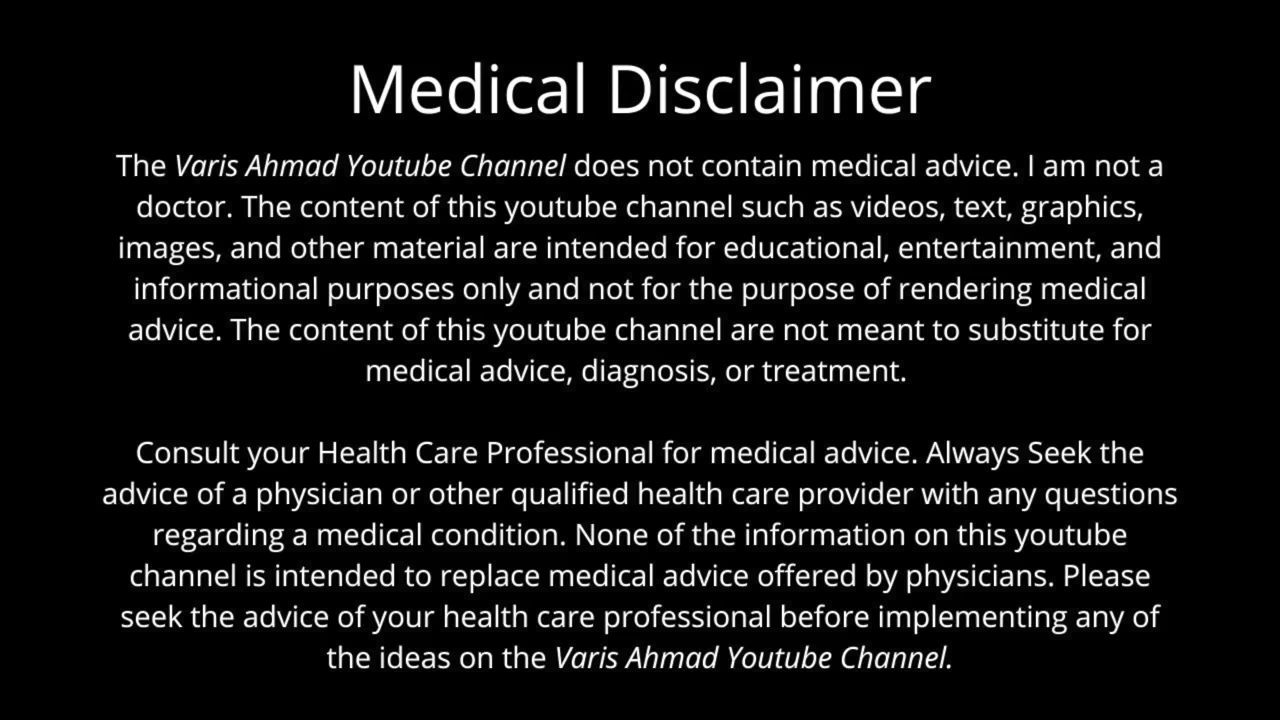 Medical Disclaimer
The Varis Ahmad Youtube Channel does not contain medical advice. I am not a
doctor. The content of this youtube channel such as videos, text, graphics,
images, and other material are intended for educational, entertainment, and
informational purposes only and not for the purpose of rendering medical
advice. The content of this youtube channel are not meant to substitute for
medical advice, diagnosis, or treatment.
Consult your Health Care Professional for medical advice. Always Seek the
advice of a physician or other qualified health care provider with any questions
regarding a medical condition. None of the information on this youtube
channel is intended to replace medical advice offered by physicians. Please
seek the advice of your health care professional before implementing any of
the ideas on the Varis Ahmad Youtube Channel.